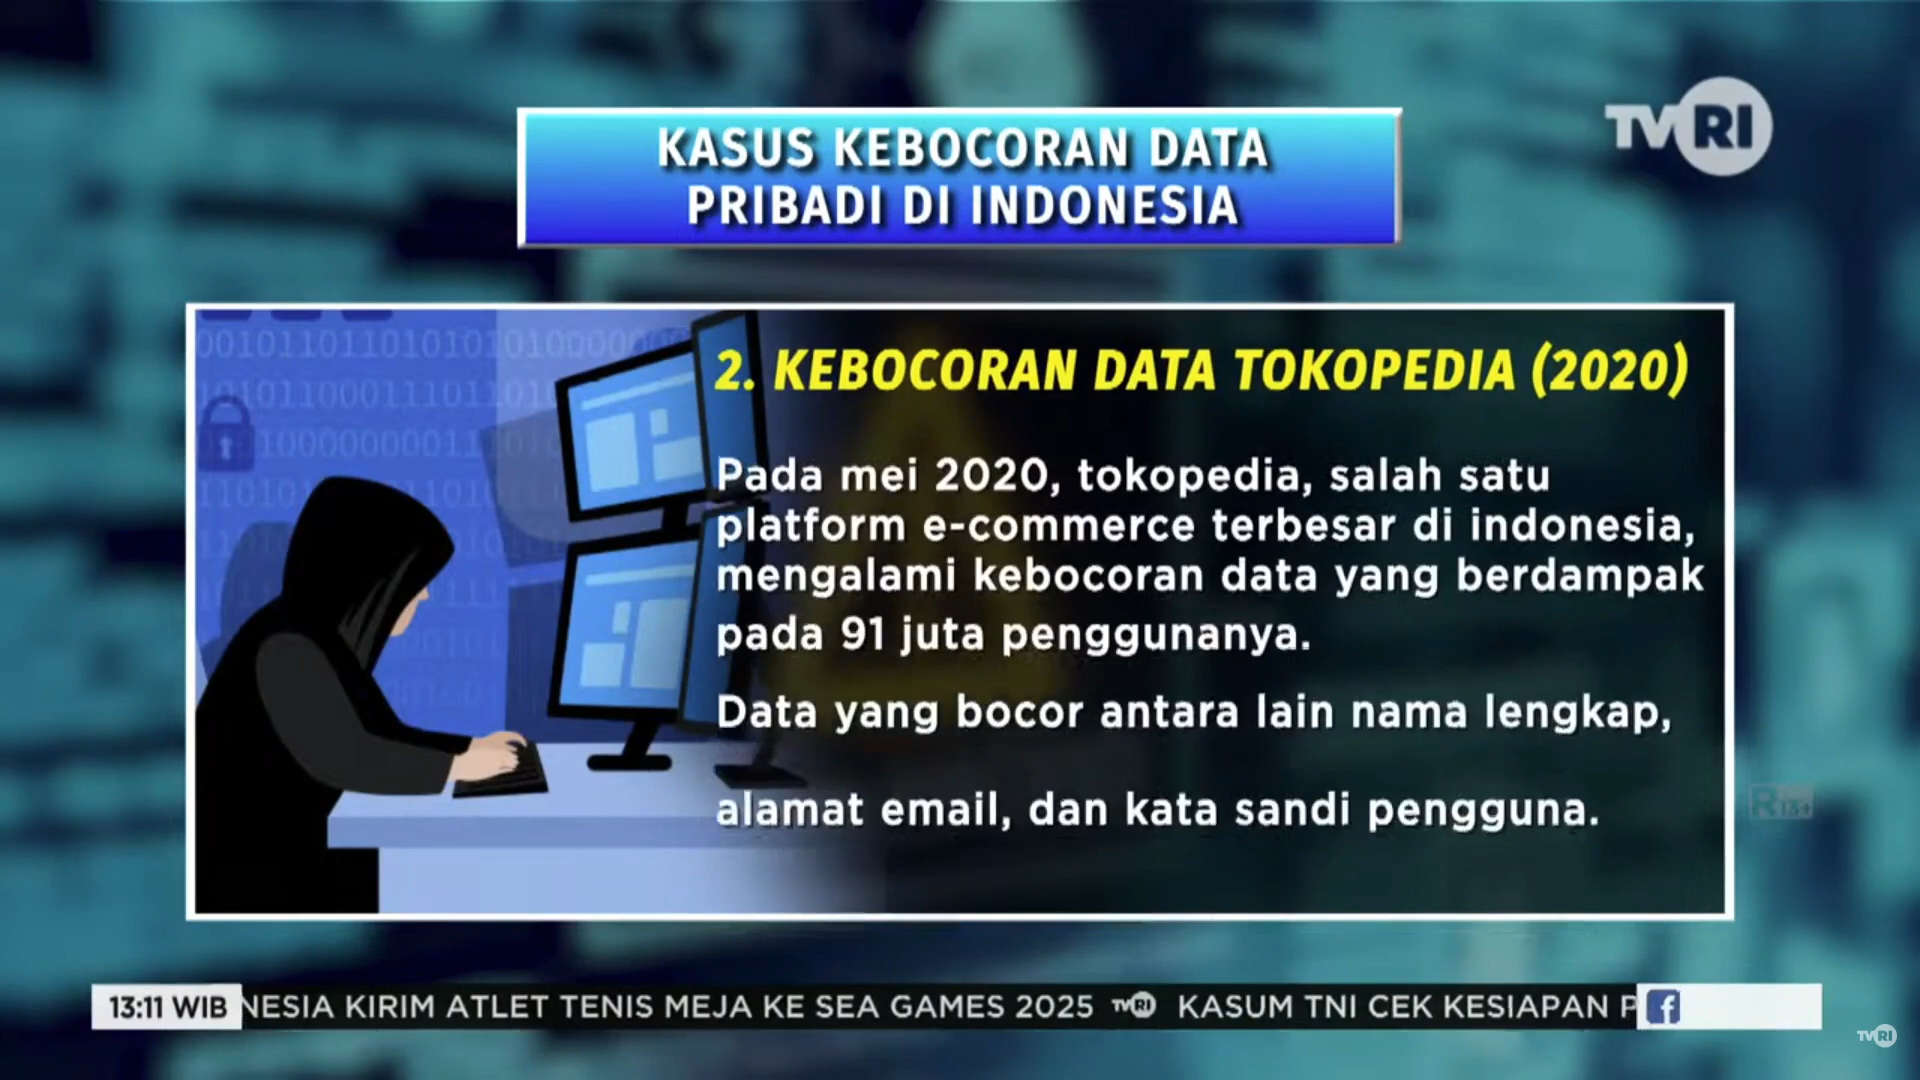 KASUS KEBOCORAN DATA
PRIBADI DI INDONESIA
TVRI
2. KEBOCORAN DATA TOKOPEDIA (2020)
Pada mei 2020, tokopedia, salah satu
platform e-commerce terbesar di indonesia,
mengalami kebocoran data yang berdampak
pada 91 juta penggunanya.
Data yang bocor antara lain nama lengkap,
alamat email, dan kata sandi pengguna.
R13+
13:11 WIB NESIA KIRIM ATLET TENIS MEJA KE SEA GAMES 2025 TVRI KASUM TNI CEK KESIAPAN P f
TVRI